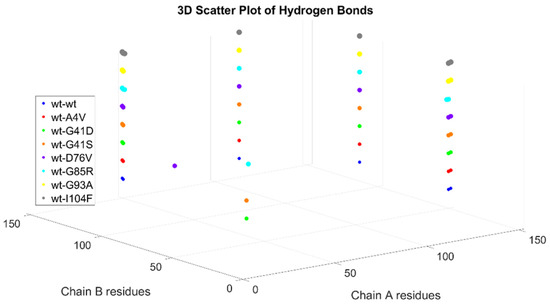 3D Scatter Plot of Hydrogen Bonds
wt-wt
wt-A4V
wt-G41D
wt-G41S
wt-D76V
wt-G85R
wt-G93A
wt-I104F
150
100
50
0
0
50
100
150
Chain B residues
Chain A residues